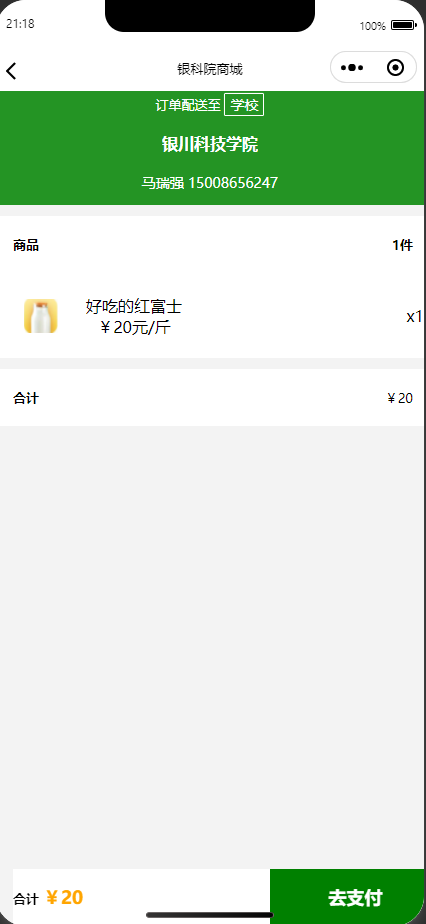 21:18
100%
银科院商城
订单配送至 学校
银川科技学院
马瑞强 15008656247
商品 1件
好吃的红富士
￥20元/斤
x1
合计 ￥20
合计 ￥20
去支付